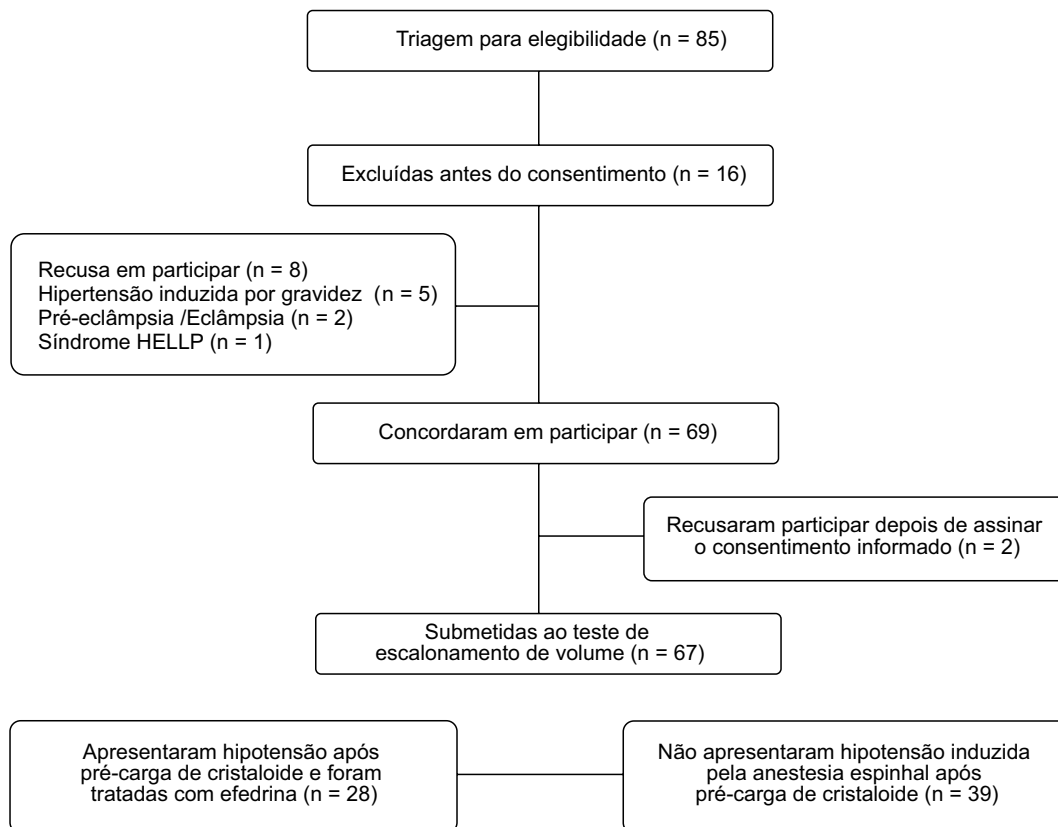 Triagem para elegibilidade (n = 85)
Excluídas antes do consentimento (n = 16)
Recusa em participar (n = 8)
Hipertensão induzida por gravidez (n = 5)
Pré-eclâmpsia /Eclâmpsia (n = 2)
Síndrome HELLP (n = 1)
Concordaram em participar (n = 69)
Recusaram participar depois de assinar
o consentimento informado (n = 2)
Submetidas ao teste de
escalonamento de volume (n = 67)
Apresentaram hipotensão após
pré-carga de cristaloide e foram
tratadas com efedrina (n = 28)
Não apresentaram hipotensão induzida
pela anestesia espinhal após
pré-carga de cristaloide (n = 39)